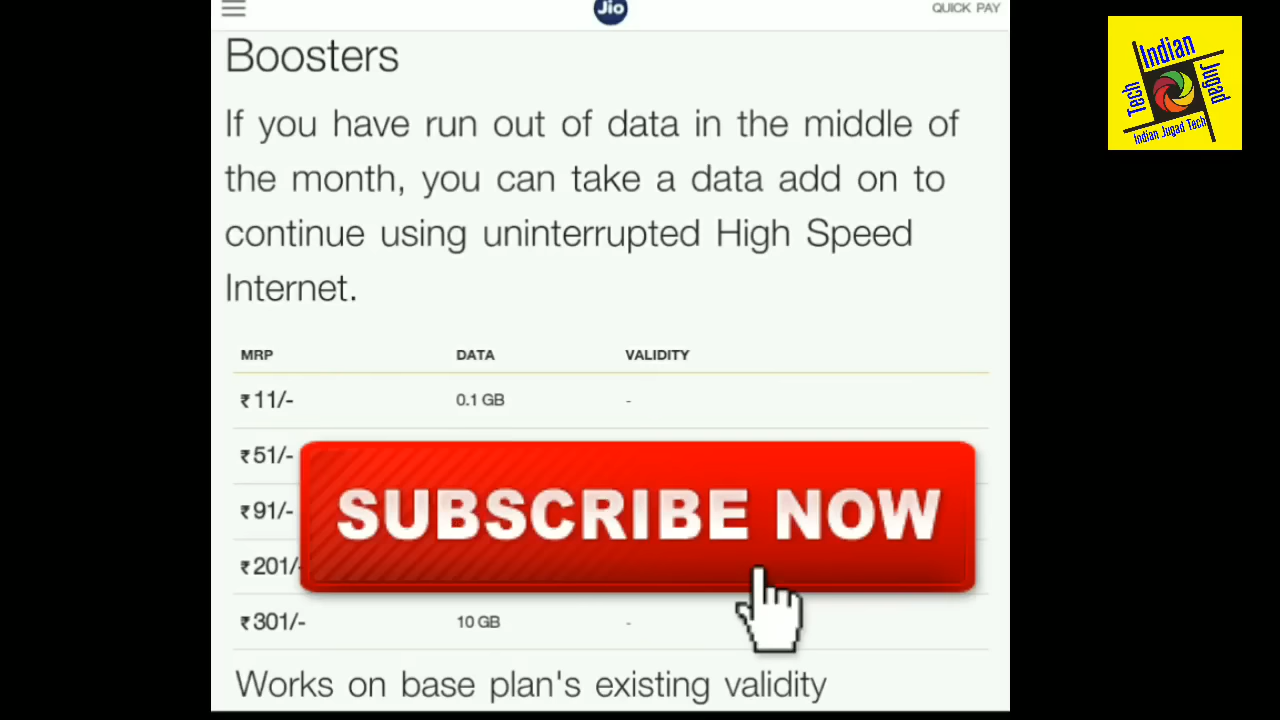 Jio
QUICK PAY
Boosters
If you have run out of data in the middle of
the month, you can take a data add on to
continue using uninterrupted High Speed
Internet.
MRP DATA VALIDITY
₹11/- 0.1 GB -
₹51/-
₹91/-
₹201/-
₹301/- 10 GB -
SUBSCRIBE NOW
Works on base plan's existing validity
Indian
Tech
Jugad
Indian Jugad Tech